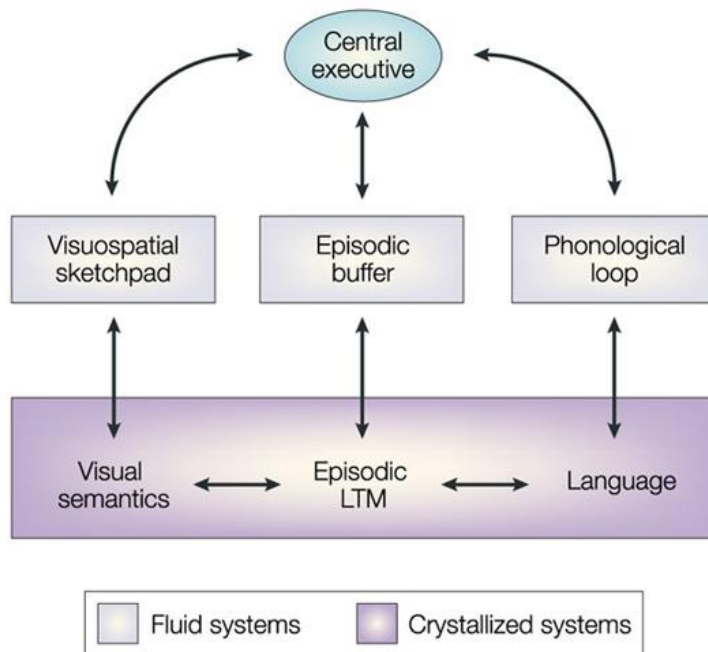 Central
executive
Visuospatial
sketchpad
Episodic
buffer
Phonological
loop
Visual
semantics
Episodic
LTM
Language
Fluid systems
Crystallized systems